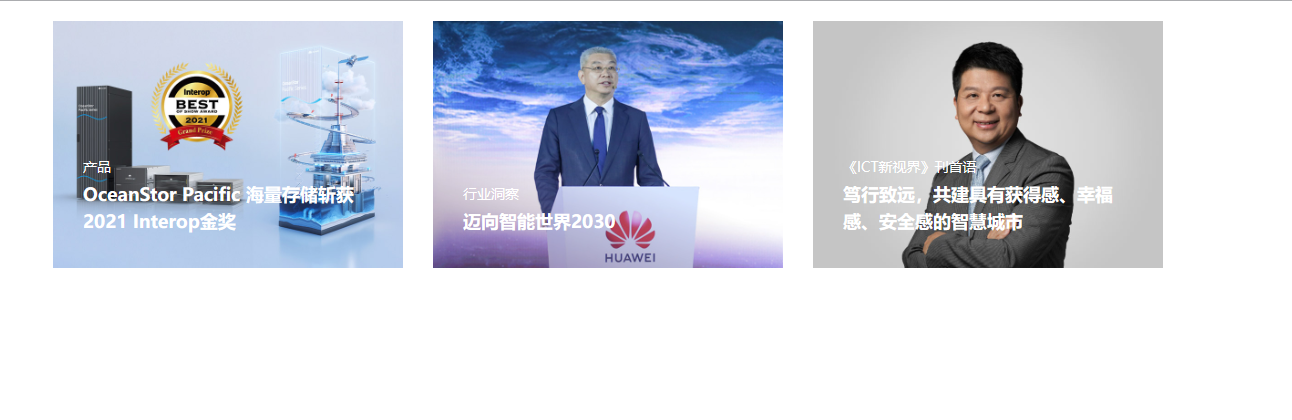 Interop
BEST
OF SHOW AWARD
2021
Grand Prize
产品
OceanStor Pacific 海量存储斩获
2021 Interop金奖
行业洞察
迈向智能世界2030
HUAWEI
《ICT新视界》刊首语
笃行致远，共建具有获得感、幸福
感、安全感的智慧城市